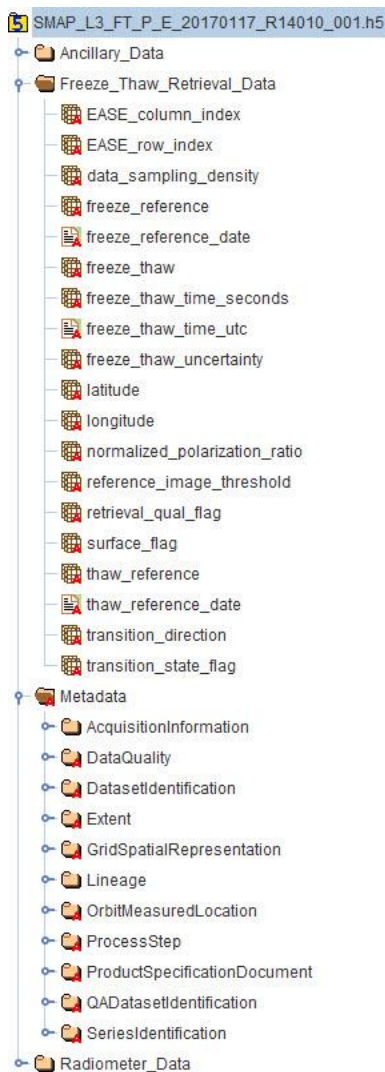 SMAP_L3_FT_P_E_20170117_R14010_001.h5
Ancillary_Data
Freeze_Thaw_Retrieval_Data
EASE_column_index
EASE_row_index
data_sampling_density
freeze_reference
freeze_reference_date
freeze_thaw
freeze_thaw_time_seconds
freeze_thaw_time_utc
freeze_thaw_uncertainty
latitude
longitude
normalized_polarization_ratio
reference_image_threshold
retrieval_qual_flag
surface_flag
thaw_reference
thaw_reference_date
transition_direction
transition_state_flag
Metadata
AcquisitionInformation
DataQuality
DatasetIdentification
Extent
GridSpatialRepresentation
Lineage
OrbitMeasuredLocation
ProcessStep
ProductSpecificationDocument
QADatasetIdentification
SeriesIdentification
Radiometer_Data